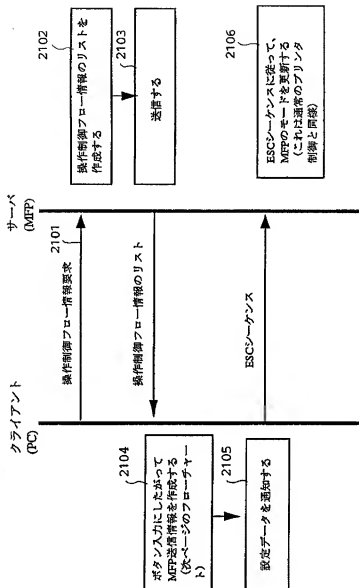 クライアント
(PC)
サーバ
(MFP)
2101
操作制御フロー情報要求
2102
操作制御フロー情報のリストを
作成する
2103
送信する
操作制御フロー情報のリスト
2104
ボタン入力にしたがって
MFP送信情報を作成する
(次ページのフローチャー
ト)
2105
設定データを通知する
ESCシーケンス
2106
ESCシーケンスに従って、
MFPのモードを更新する
(これは通常のプリンタ
制御と同様)